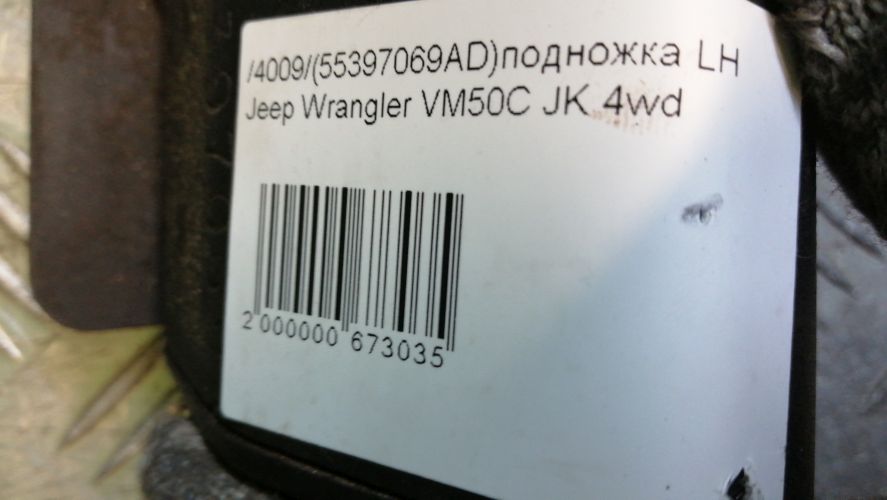 /4009/(55397069AD)подножка LH
Jeep Wrangler VM50C JK 4wd
2 000000 673035